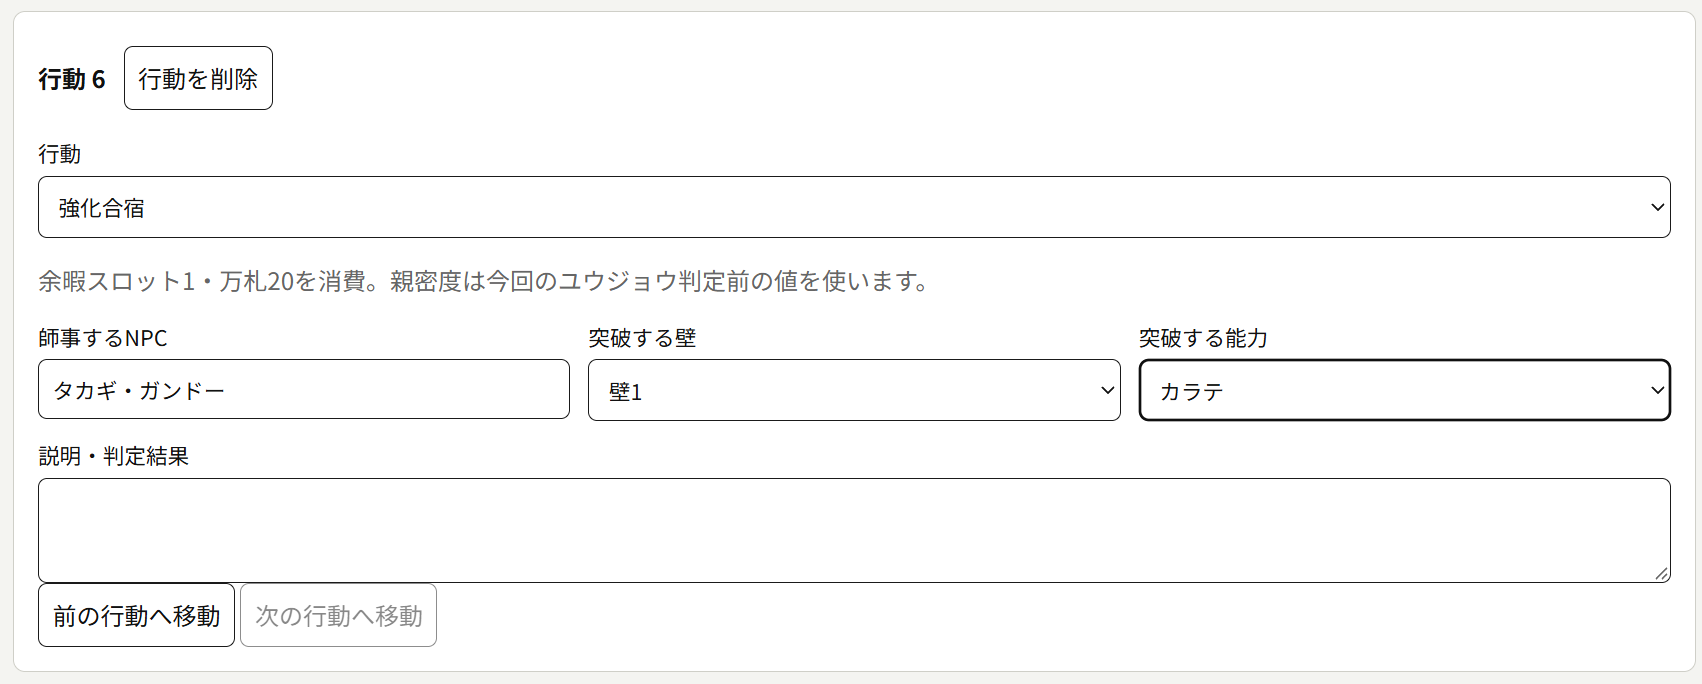 行動 6
行動を削除
行動
強化合宿
余暇スロット1・万札20を消費。親密度は今回のユウジョウ判定前の値を使います。
師事するNPC
突破する壁
突破する能力
タカギ・ガンドー
壁1
カラテ
説明・判定結果
前の行動へ移動
次の行動へ移動